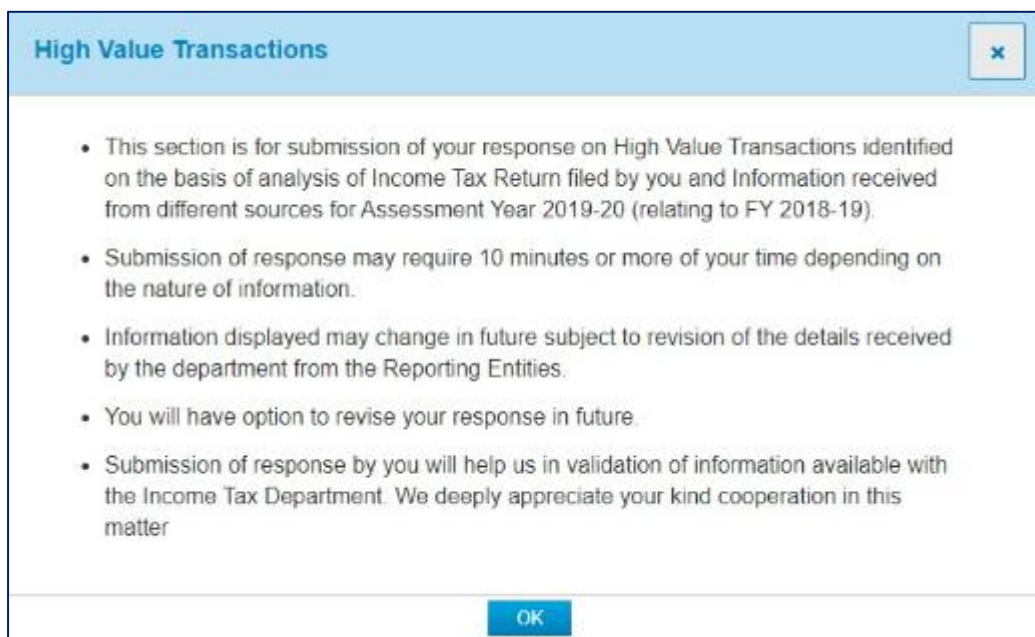 High Value Transactions
×
• This section is for submission of your response on High Value Transactions identified
on the basis of analysis of Income Tax Return filed by you and Information received
from different sources for Assessment Year 2019-20 (relating to FY 2018-19).
• Submission of response may require 10 minutes or more of your time depending on
the nature of information.
• Information displayed may change in future subject to revision of the details received
by the department from the Reporting Entities.
• You will have option to revise your response in future.
• Submission of response by you will help us in validation of information available with
the Income Tax Department. We deeply appreciate your kind cooperation in this
matter
OK